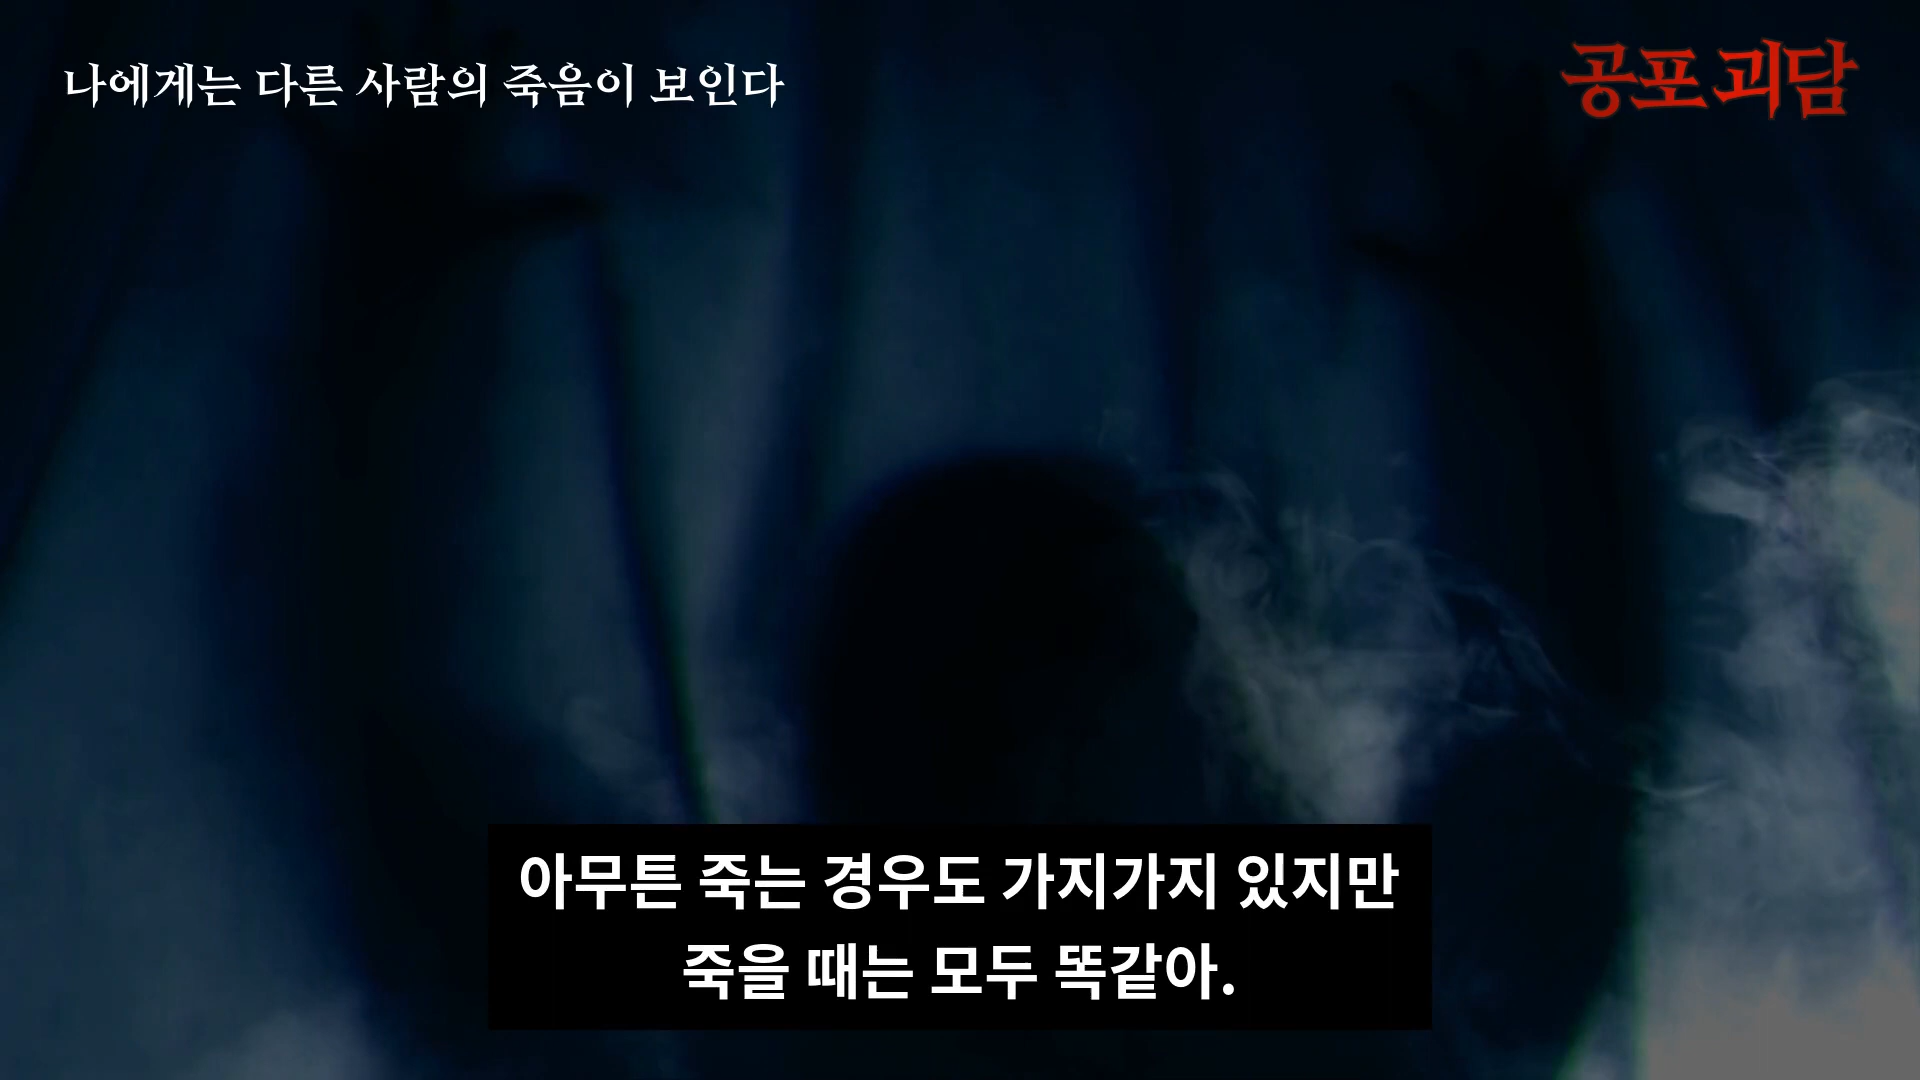 나에게는 다른 사람의 죽음이 보인다
공포 괴담
아무튼 죽는 경우도 가지가지 있지만
죽을 때는 모두 똑같아.